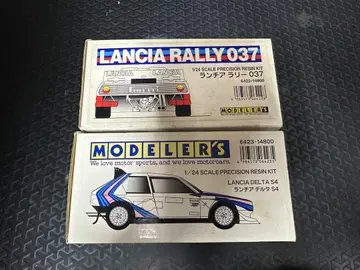 LANCIA RALLY 037
1/24 SCALE PRECISION RESIN KIT
ランチア ラリー 037
6423-14800
MODELER'S
MODELER'S
We love motor sports, and we love motorcars.
6423-14800
1/24 SCALE PRECISION RESIN KIT
LANCIA DELTA S4
ランチア デルタ S4